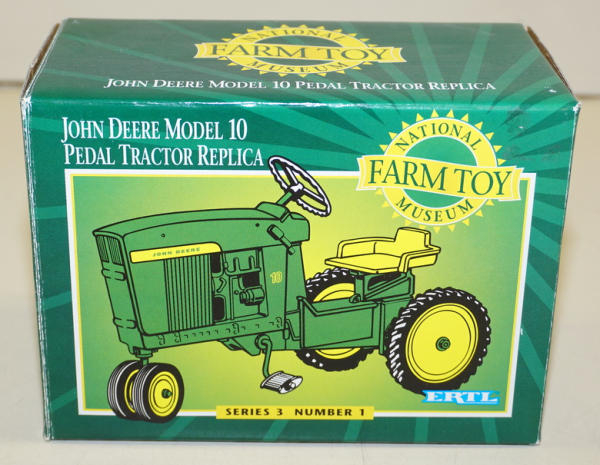 NATIONAL
FARM TOY
MUSEUM
JOHN DEERE MODEL 10 PEDAL TRACTOR REPLICA
JOHN DEERE MODEL 10
PEDAL TRACTOR REPLICA
NATIONAL
FARM TOY
MUSEUM
JOHN DEERE
10
SERIES 3 NUMBER 1
ERTL